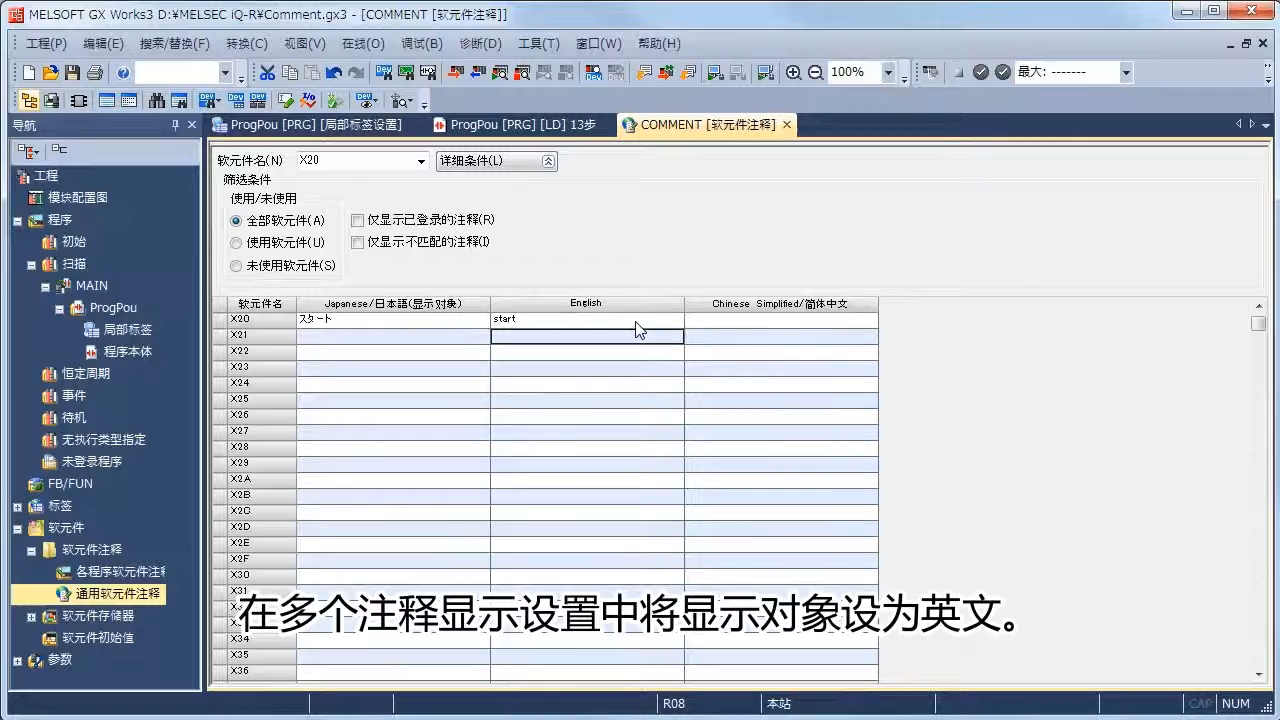 MELSOFT GX Works3 D:¥MELSEC iQ-R¥Comment.gx3 - [COMMENT [软元件注释]]
工程(P) 编辑(E) 搜索/替换(F) 转换(C) 视图(V) 在线(O) 调试(B) 诊断(D) 工具(T) 窗口(W) 帮助(H)
100%
最大: -------
导航
ProgPou [PRG] [局部标签设置]
ProgPou [PRG] [LD] 13步
COMMENT [软元件注释]
工程
模块配置图
程序
初始
扫描
MAIN
ProgPou
局部标签
程序本体
恒定周期
事件
待机
无执行类型指定
未登录程序
FB/FUN
标签
软元件
软元件注释
各程序软元件注释
通用软元件注释
软元件存储器
软元件初始值
参数
软元件名(N) X20 详细条件(L)
筛选条件
使用/未使用
全部软元件(A) 仅显示已登录的注释(R)
使用软元件(U) 仅显示不匹配的注释(I)
未使用软元件(S)
软元件名 Japanese/日本語(显示对象) English Chinese Simplified/简体中文
X20 スタート start
X21
X22
X23
X24
X25
X26
X27
X28
X29
X2A
X2B
X2C
X2D
X2E
X2F
X30
X31
在多个注释显示设置中将显示对象设为英文。
X34
X35
X36
R08 本站 CAP NUM